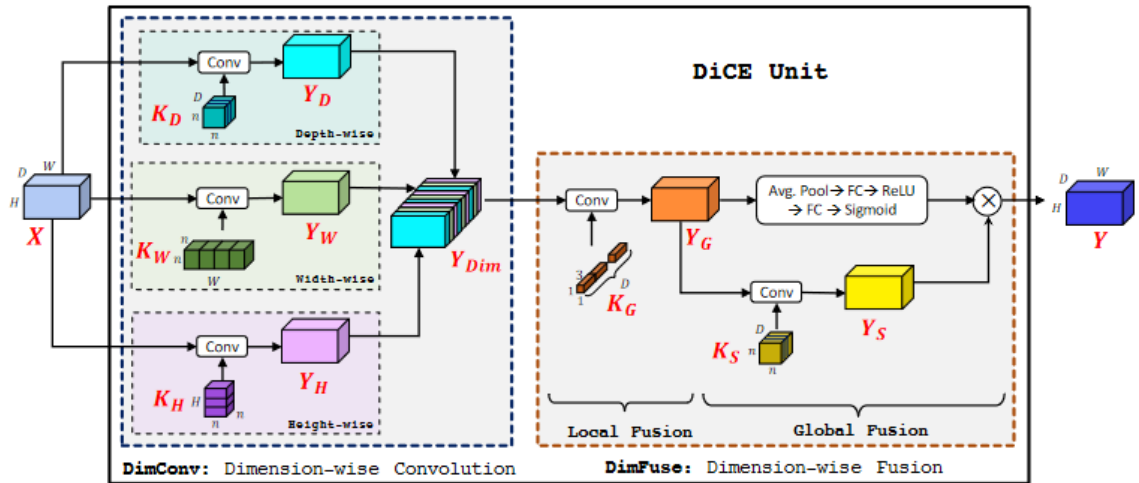 DiCE Unit
D
W
H
X
Conv
Y_D
K_D
D
n
n
Depth-wise
Conv
Y_W
K_W
n
n
W
Width-wise
Conv
Y_H
K_H
H
n
n
Height-wise
Y_Dim
Conv
Y_G
3
1
1
D
K_G
Avg. Pool→ FC→ ReLU
→ FC → Sigmoid
×
Conv
Y_S
K_S
D
n
n
Local Fusion
Global Fusion
D
W
H
Y
DimConv: Dimension-wise Convolution
DimFuse: Dimension-wise Fusion